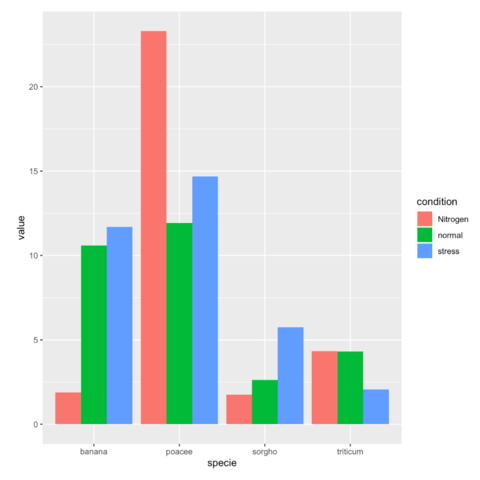 value
20
15
10
5
0
banana poacee sorgho triticum
specie
condition
Nitrogen
normal
stress